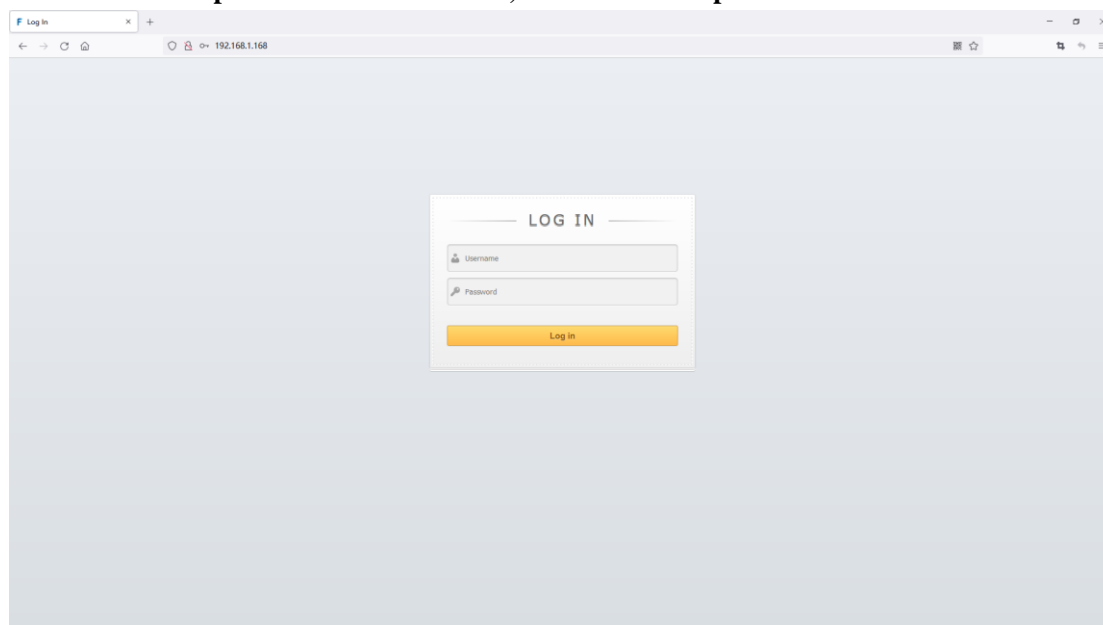 Log In
192.168.1.168
LOG IN
Username
Password
Log in